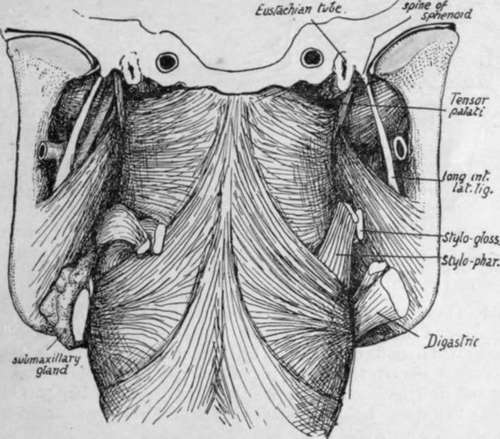 Eustachian tube.
spine of
sphenoid
Tensor
palati
long int.
lat. lig.
Stylo-gloss.
Stylo-phar.
Digastric
submaxillary
gland